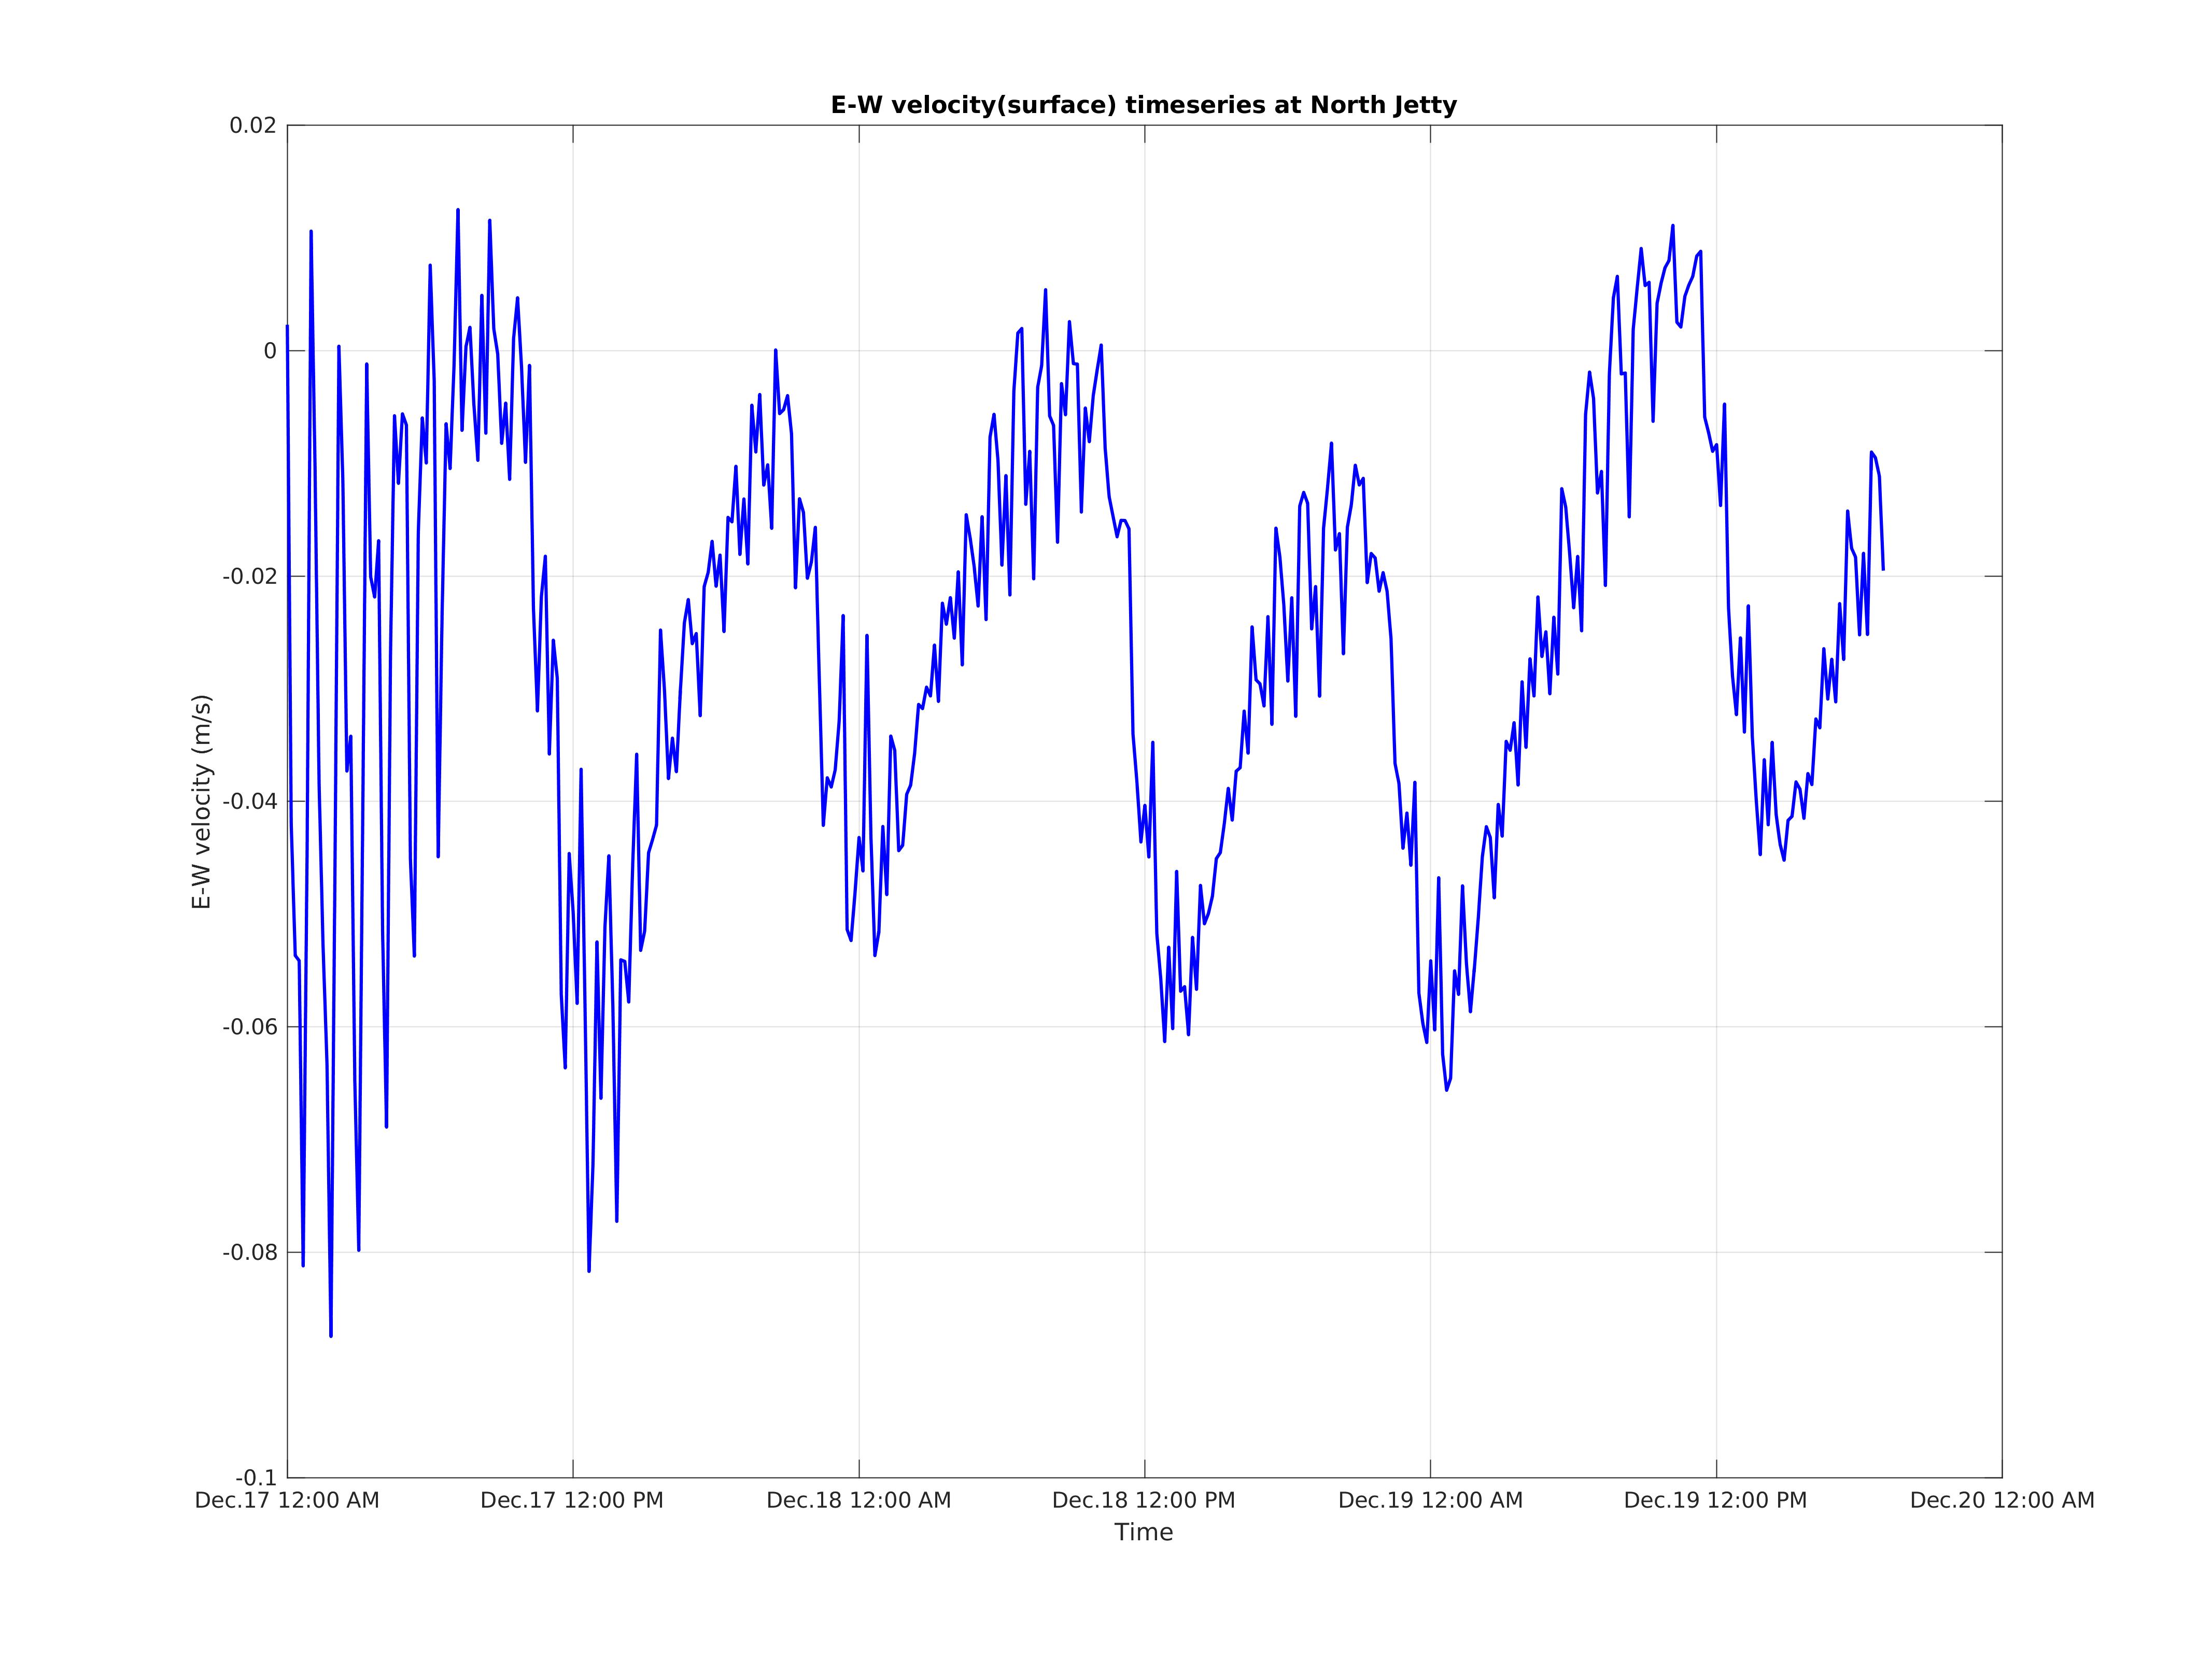 E-W velocity(surface) timeseries at North Jetty
0.02
0
-0.02
-0.04
-0.06
-0.08
-0.1
E-W velocity (m/s)
Dec.17 12:00 AM Dec.17 12:00 PM Dec.18 12:00 AM Dec.18 12:00 PM Dec.19 12:00 AM Dec.19 12:00 PM Dec.20 12:00 AM
Time